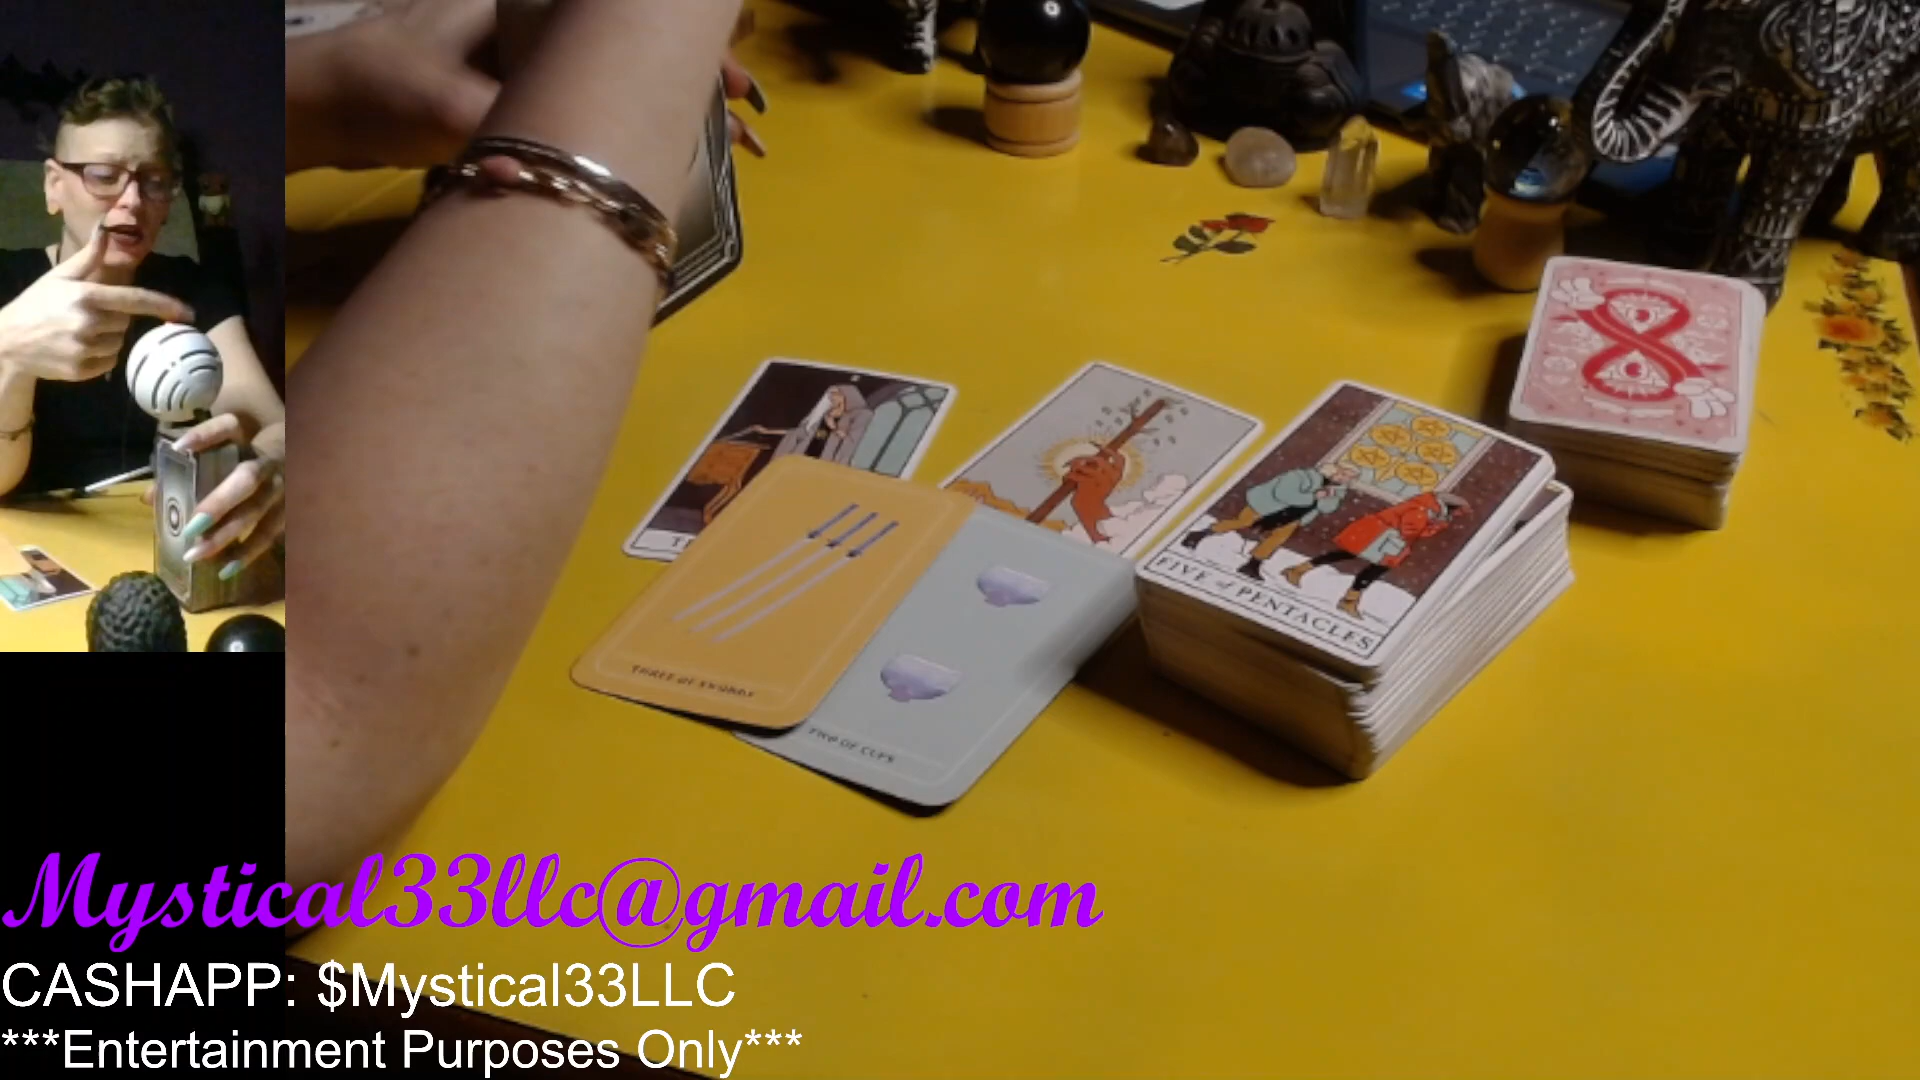 T
THREE OF SWORDS
TWO OF CUPS
FIVE of PENTACLES
Mystical33llc@gmail.com
CASHAPP: $Mystical33LLC
***Entertainment Purposes Only***